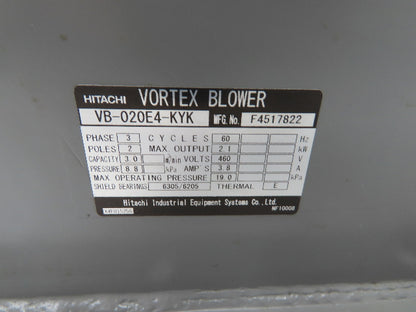 HITACHI VORTEX BLOWER
VB-020E4-KYK MFG.No. F4517822
PHASE 3 CYCLES 60 Hz
POLES 2 MAX OUTPUT 2.1 kW
CAPACITY 3.0 m³/min VOLTS 460 V
PRESSURE 8.8 kPa AMP'S 3.8 A
MAX OPERATING PRESSURE 19.0 kPa
SHIELD BEARINGS 6305/6205 THERMAL E
Hitachi Industrial Equipment Systems Co.,Ltd.
NF10008